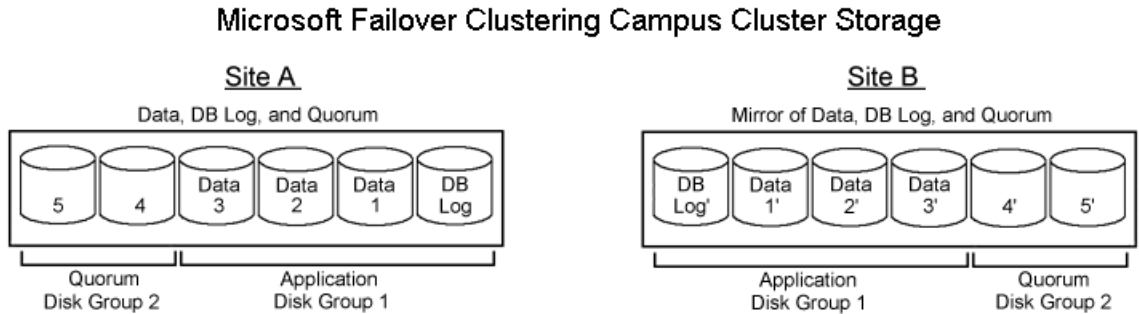 Microsoft Failover Clustering Campus Cluster Storage
Site A
Data, DB Log, and Quorum
5
4
Data
3
Data
2
Data
1
DB
Log
Quorum
Disk Group 2
Application
Disk Group 1
Site B
Mirror of Data, DB Log, and Quorum
DB
Log'
Data
1'
Data
2'
Data
3'
4'
5'
Application
Disk Group 1
Quorum
Disk Group 2